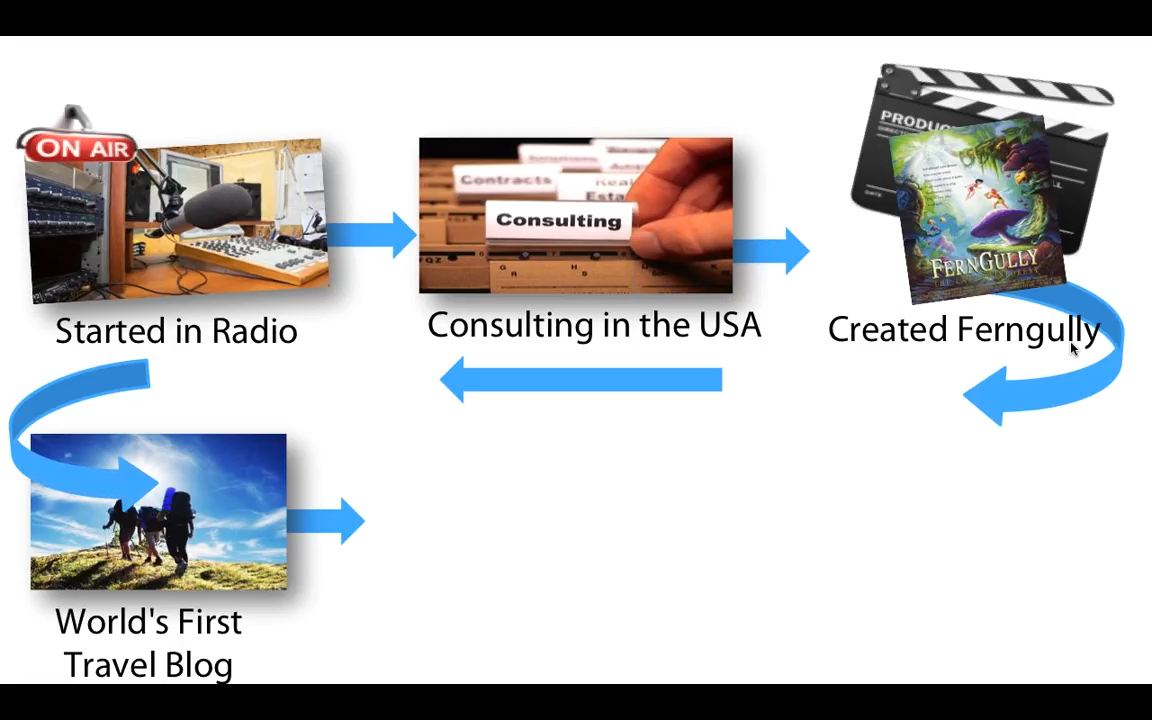 ON AIR
Started in Radio
Contracts
Consulting
Consulting in the USA
PRODUC
DATE
FERNGULLY
Created Ferngully
World's First
Travel Blog